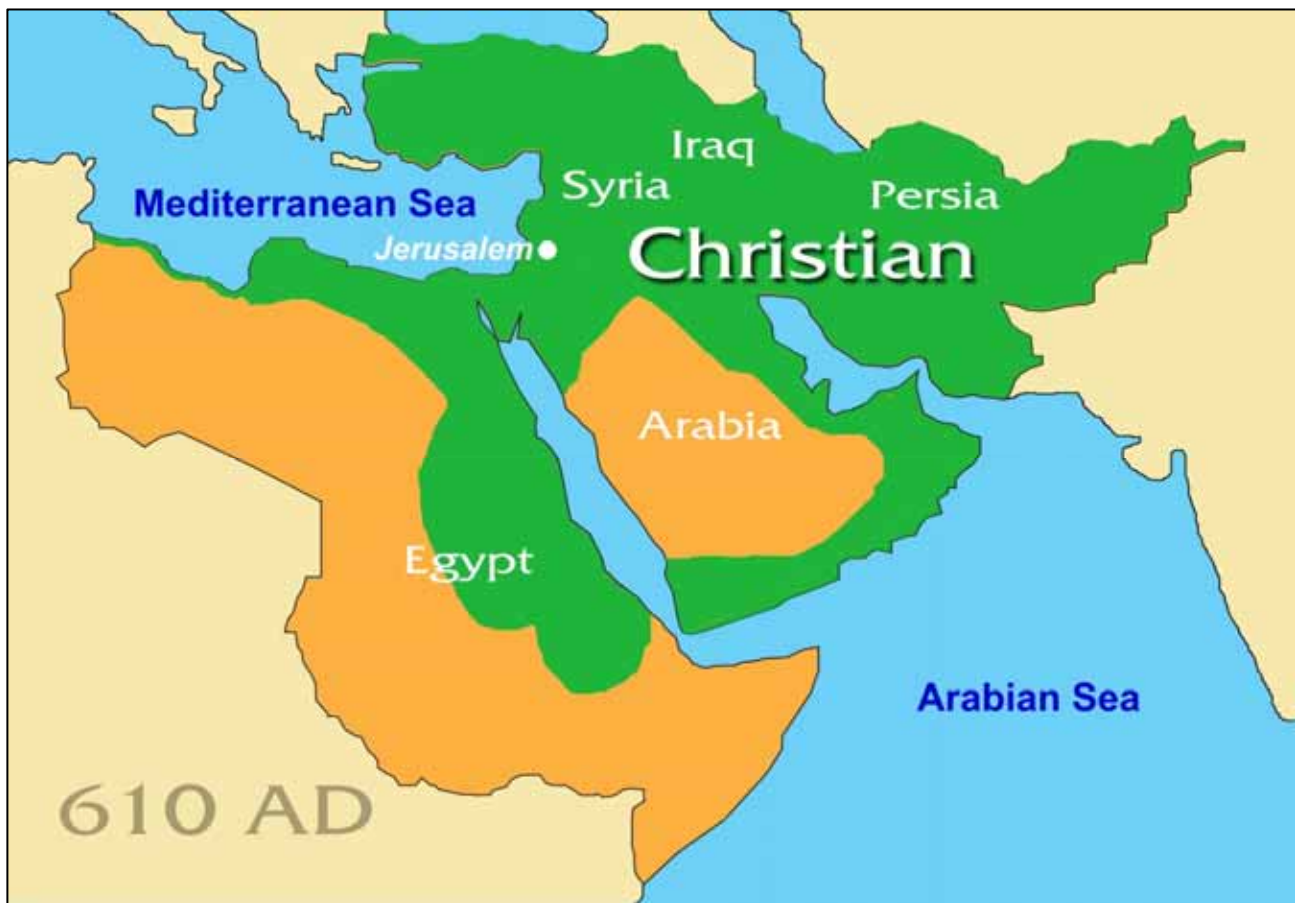 Iraq
Syria
Persia
Mediterranean Sea
Jerusalem
Christian
Arabia
Egypt
Arabian Sea
610 AD